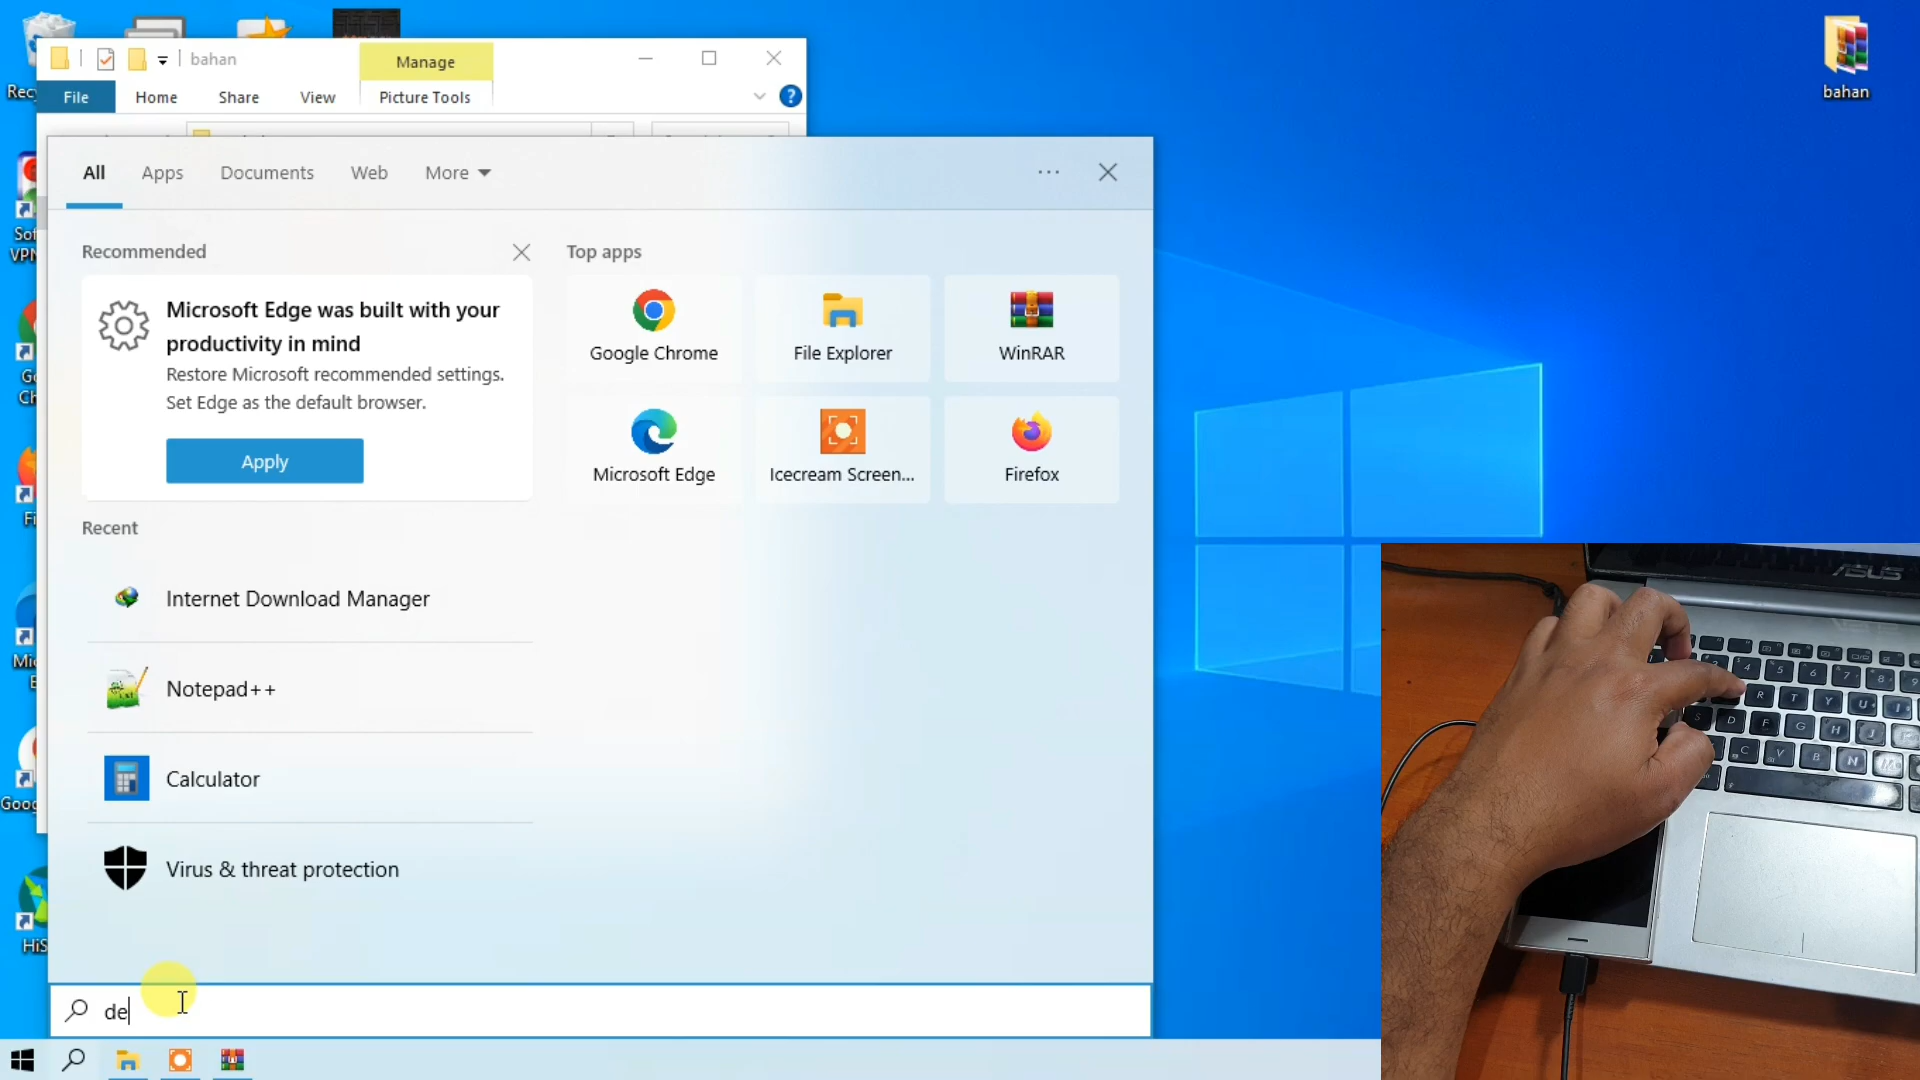 bahan
Manage
File
Home
Share
View
Picture Tools
bahan
All
Apps
Documents
Web
More
Recommended
Top apps
Microsoft Edge was built with your
productivity in mind
Restore Microsoft recommended settings.
Set Edge as the default browser.
Apply
Google Chrome
File Explorer
WinRAR
Microsoft Edge
Icecream Screen...
Firefox
Recent
Internet Download Manager
Notepad++
Calculator
Virus & threat protection
de
ASUS